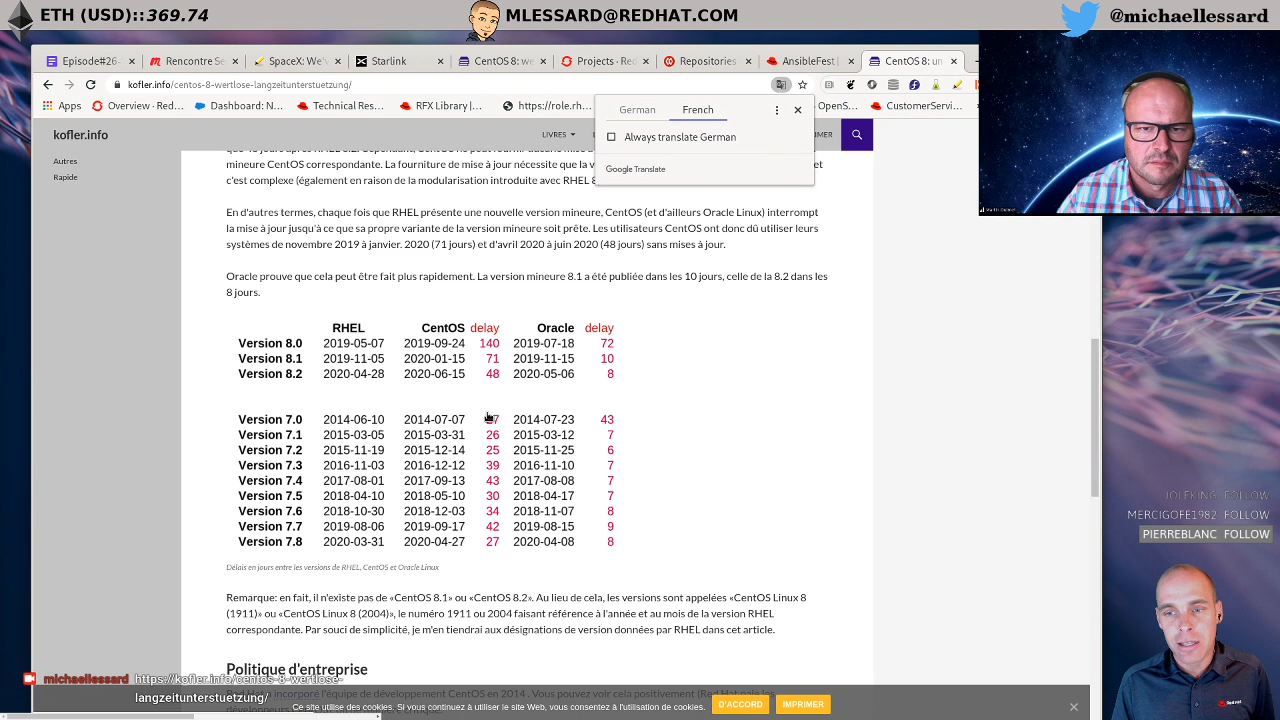 ETH (USD)::369.74
MLESSARD@REDHAT.COM
@michaellessard
Episode#26-
Rencontre Se
SpaceX: We'v
Starlink
CentOS 8: we
Projects · Red
Repositories
AnsibleFest |
CentOS 8: un
kofler.info/centos-8-wertlose-langzeitunterstuetzung/
Apps
Overview · Red...
Dashboard: N...
Technical Res...
RFX Library |...
https://role.rh...
CustomerServi...
German
French
Always translate German
Google Translate
kofler.info
LIVRES
Autres
Rapide
mineure CentOS correspondante. La fourniture de mise à jour nécessite que la v
c'est complexe (également en raison de la modularisation introduite avec RHEL 8
En d'autres termes, chaque fois que RHEL présente une nouvelle version mineure, CentOS (et d'ailleurs Oracle Linux) interrompt
la mise à jour jusqu'à ce que sa propre variante de la version mineure soit prête. Les utilisateurs CentOS ont donc dû utiliser leurs
systèmes de novembre 2019 à janvier. 2020 (71 jours) et d'avril 2020 à juin 2020 (48 jours) sans mises à jour.
Oracle prouve que cela peut être fait plus rapidement. La version mineure 8.1 a été publiée dans les 10 jours, celle de la 8.2 dans les
8 jours.
RHEL CentOS delay Oracle delay
Version 8.0 2019-05-07 2019-09-24 140 2019-07-18 72
Version 8.1 2019-11-05 2020-01-15 71 2019-11-15 10
Version 8.2 2020-04-28 2020-06-15 48 2020-05-06 8
Version 7.0 2014-06-10 2014-07-07 2014-07-23 43
Version 7.1 2015-03-05 2015-03-31 26 2015-03-12 7
Version 7.2 2015-11-19 2015-12-14 25 2015-11-25 6
Version 7.3 2016-11-03 2016-12-12 39 2016-11-10 7
Version 7.4 2017-08-01 2017-09-13 43 2017-08-08 7
Version 7.5 2018-04-10 2018-05-10 30 2018-04-17 7
Version 7.6 2018-10-30 2018-12-03 34 2018-11-07 8
Version 7.7 2019-08-06 2019-09-17 42 2019-08-15 9
Version 7.8 2020-03-31 2020-04-27 27 2020-04-08 8
Délais en jours entre les versions de RHEL, CentOS et Oracle Linux
Remarque: en fait, il n'existe pas de «CentOS 8.1» ou «CentOS 8.2». Au lieu de cela, les versions sont appelées «CentOS Linux 8
(1911)» ou «CentOS Linux 8 (2004)», le numéro 1911 ou 2004 faisant référence à l'année et au mois de la version RHEL
correspondante. Par souci de simplicité, je m'en tiendrai aux désignations de version données par RHEL dans cet article.
Politique d'entreprise
Red Hat a incorporé l'équipe de développement CentOS en 2014 . Vous pouvez voir cela positivement (Red Hat paie les
michaellessard https://kofler.info/centos-8-wertlose-
langzeitunterstuetzung/
Ce site utilise des cookies. Si vous continuez à utiliser le site Web, vous consentez à l'utilisation de cookies.
D'ACCORD
IMPRIMER
JOLEKING FOLLOW
MERCIGOFE1982 FOLLOW
PIERREBLANC FOLLOW